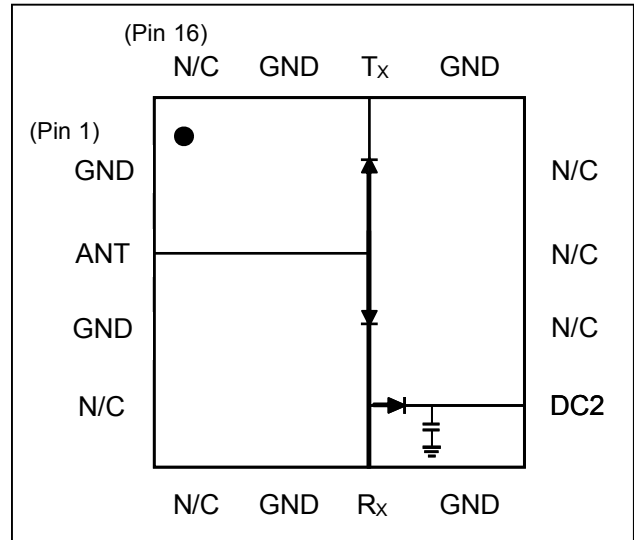 (Pin 16)
N/C GND TX GND
(Pin 1)
GND N/C
ANT N/C
GND N/C
N/C DC2
N/C GND RX GND